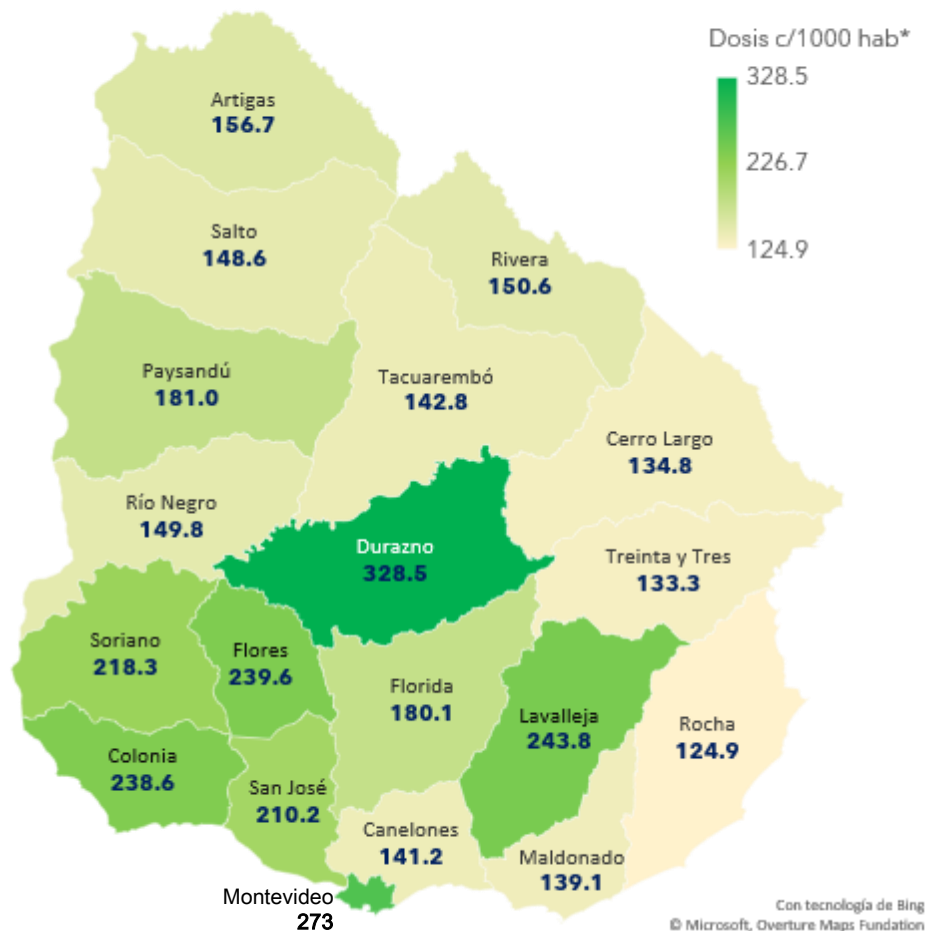 Dosis c/1000 hab*
328.5
226.7
124.9
Artigas
156.7
Salto
148.6
Rivera
150.6
Paysandú
181.0
Tacuarembó
142.8
Cerro Largo
134.8
Río Negro
149.8
Durazno
328.5
Treinta y Tres
133.3
Soriano
218.3
Flores
239.6
Florida
180.1
Lavalleja
243.8
Rocha
124.9
Colonia
238.6
San José
210.2
Canelones
141.2
Maldonado
139.1
Montevideo
273
Con tecnología de Bing
© Microsoft, Overture Maps Fundation